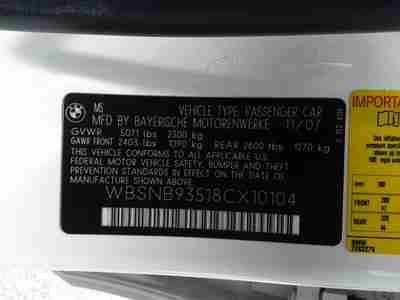 BMW
M5 VEHICLE TYPE: PASSENGER CAR
MFD BY BAYERISCHE MOTORENWERKE 11/07
GVWR 5071 lbs 2300 kg
GAWR FRONT 2403 lbs 1090 kg REAR 2800 lbs 1270 kg
THIS VEHICLE CONFORMS TO ALL APPLICABLE
FEDERAL MOTOR VEHICLE SAFETY, BUMPER,
AND THEFT PREVENTION STANDARDS
IN EFFECT ON THE DATE OF
MANUFACTURE SHOWN ABOVE.
WBSNB93518CX10104
IMPORTA